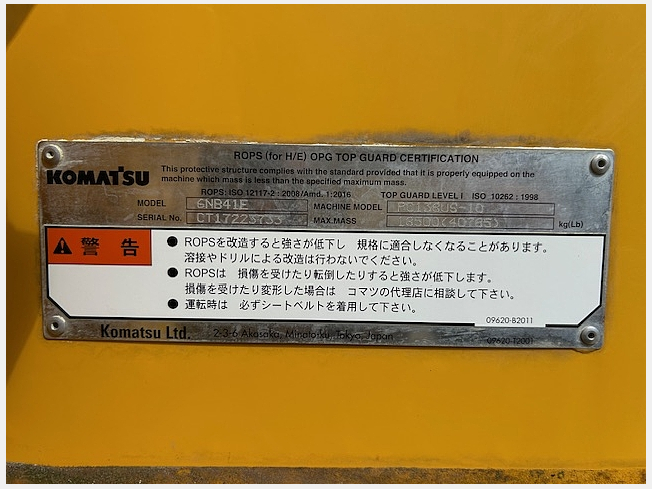 ROPS (for H/E) OPG TOP GUARD CERTIFICATION
KOMATSU
This protective structure complies with the standard provided that it is properly equipped on the
machine which mass is less than the specified maximum mass.
ROPS: ISO 12117-2 : 2008/Amd. 1:2016 TOP GUARD LEVEL I ISO 10262 : 1998
MODEL 6NB41E MACHINE MODEL PC138US-10
SERIAL No. CT17223733 MAX.MASS kg(Lb)
警 告
● ROPSを改造すると強さが低下し 規格に適合しなくなることがあります。
溶接やドリルによる改造は行わないでください。
● ROPSは 損傷を受けたり転倒したりすると強さが低下します。
損傷を受けたり変形した場合は コマツの代理店に相談して下さい。
● 運転時は 必ずシートベルトを着用して下さい。
09620-B2011
Komatsu Ltd. 2-3-6 Akasaka, Minato-ku, Tokyo, Japan
09620-T2001